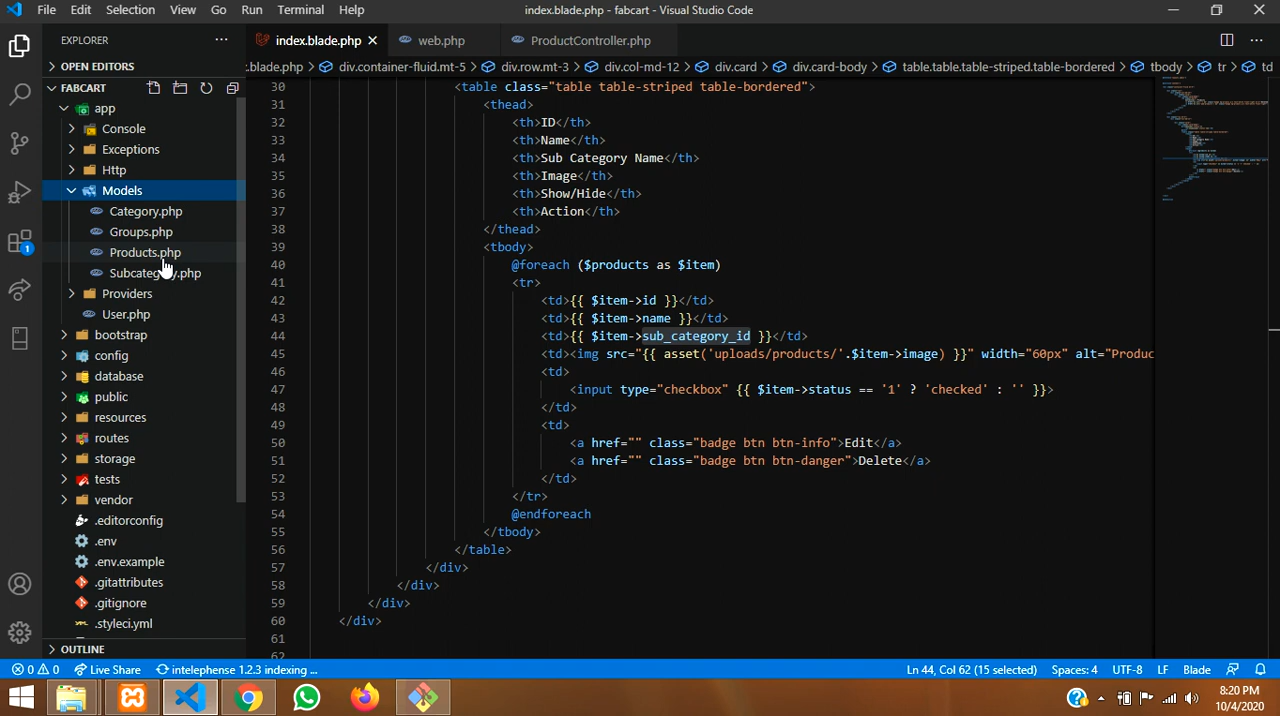 File Edit Selection View Go Run Terminal Help
index.blade.php - fabcart - Visual Studio Code
EXPLORER
OPEN EDITORS
FABCART
app
Console
Exceptions
Http
Models
Category.php
Groups.php
Products.php
Subcategory.php
Providers
User.php
bootstrap
config
database
public
resources
routes
storage
tests
vendor
.editorconfig
.env
.env.example
.gitattributes
.gitignore
.styleci.yml
OUTLINE
index.blade.php web.php ProductController.php
.blade.php > div.container-fluid.mt-5 > div.row.mt-3 > div.col-md-12 > div.card > div.card-body > table.table.table-striped.table-bordered > tbody > tr > td
30 <table class="table table-striped table-bordered">
31 <thead>
32 <th>ID</th>
33 <th>Name</th>
34 <th>Sub Category Name</th>
35 <th>Image</th>
36 <th>Show/Hide</th>
37 <th>Action</th>
38 </thead>
39 <tbody>
40 @foreach ($products as $item)
41 <tr>
42 <td>{{ $item->id }}</td>
43 <td>{{ $item->name }}</td>
44 <td>{{ $item->sub_category_id }}</td>
45 <td><img src="{{ asset('uploads/products/'.$item->image) }}" width="60px" alt="Produc
46 <td>
47 <input type="checkbox" {{ $item->status == '1' ? 'checked' : '' }}>
48 </td>
49 <td>
50 <a href="" class="badge btn btn-info">Edit</a>
51 <a href="" class="badge btn btn-danger">Delete</a>
52 </td>
53 </tr>
54 @endforeach
55 </tbody>
56 </table>
57 </div>
58 </div>
59 </div>
60 </div>
61
62
0 0 Live Share intelephense 1.2.3 indexing ...
Ln 44, Col 62 (15 selected) Spaces: 4 UTF-8 LF Blade
8:20 PM
10/4/2020